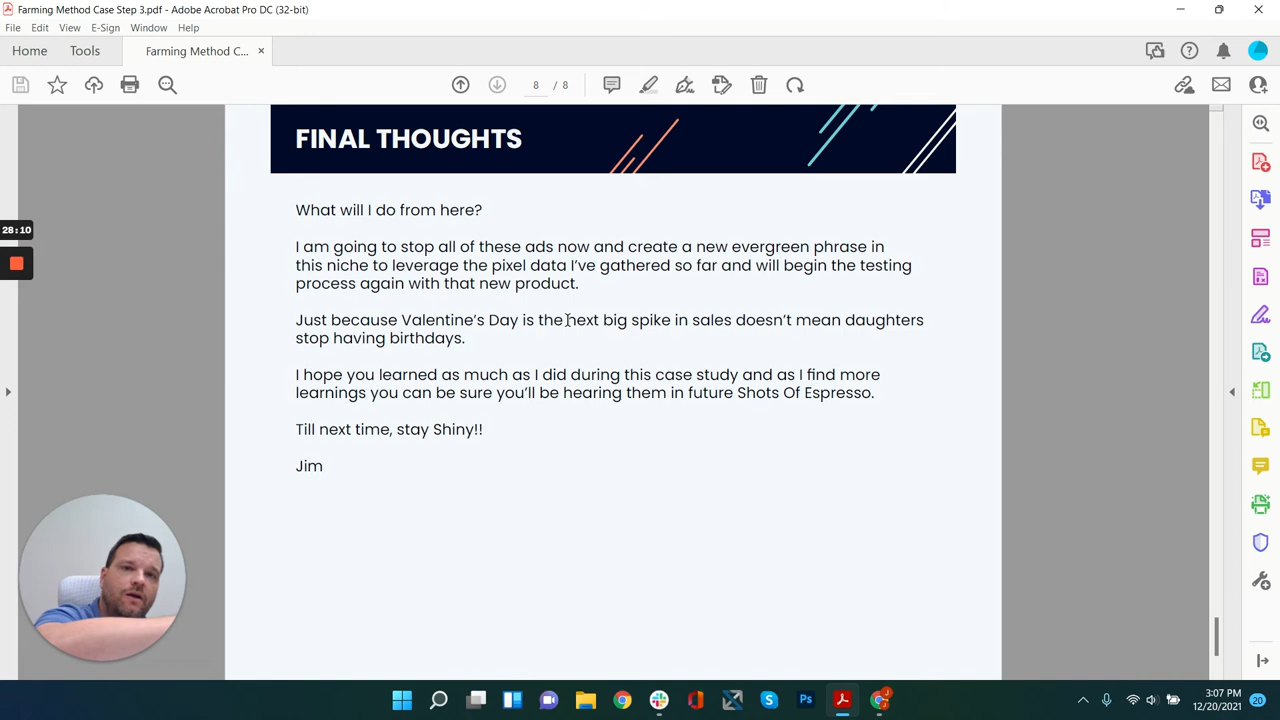 Farming Method Case Step 3.pdf - Adobe Acrobat Pro DC (32-bit)
File Edit View E-Sign Window Help
Home Tools Farming Method C... ×
8 / 8
FINAL THOUGHTS
What will I do from here?
I am going to stop all of these ads now and create a new evergreen phrase in
this niche to leverage the pixel data I've gathered so far and will begin the testing
process again with that new product.
Just because Valentine's Day is the next big spike in sales doesn't mean daughters
stop having birthdays.
I hope you learned as much as I did during this case study and as I find more
learnings you can be sure you'll be hearing them in future Shots Of Espresso.
Till next time, stay Shiny!!
Jim
28:10
3:07 PM
12/20/2021
20